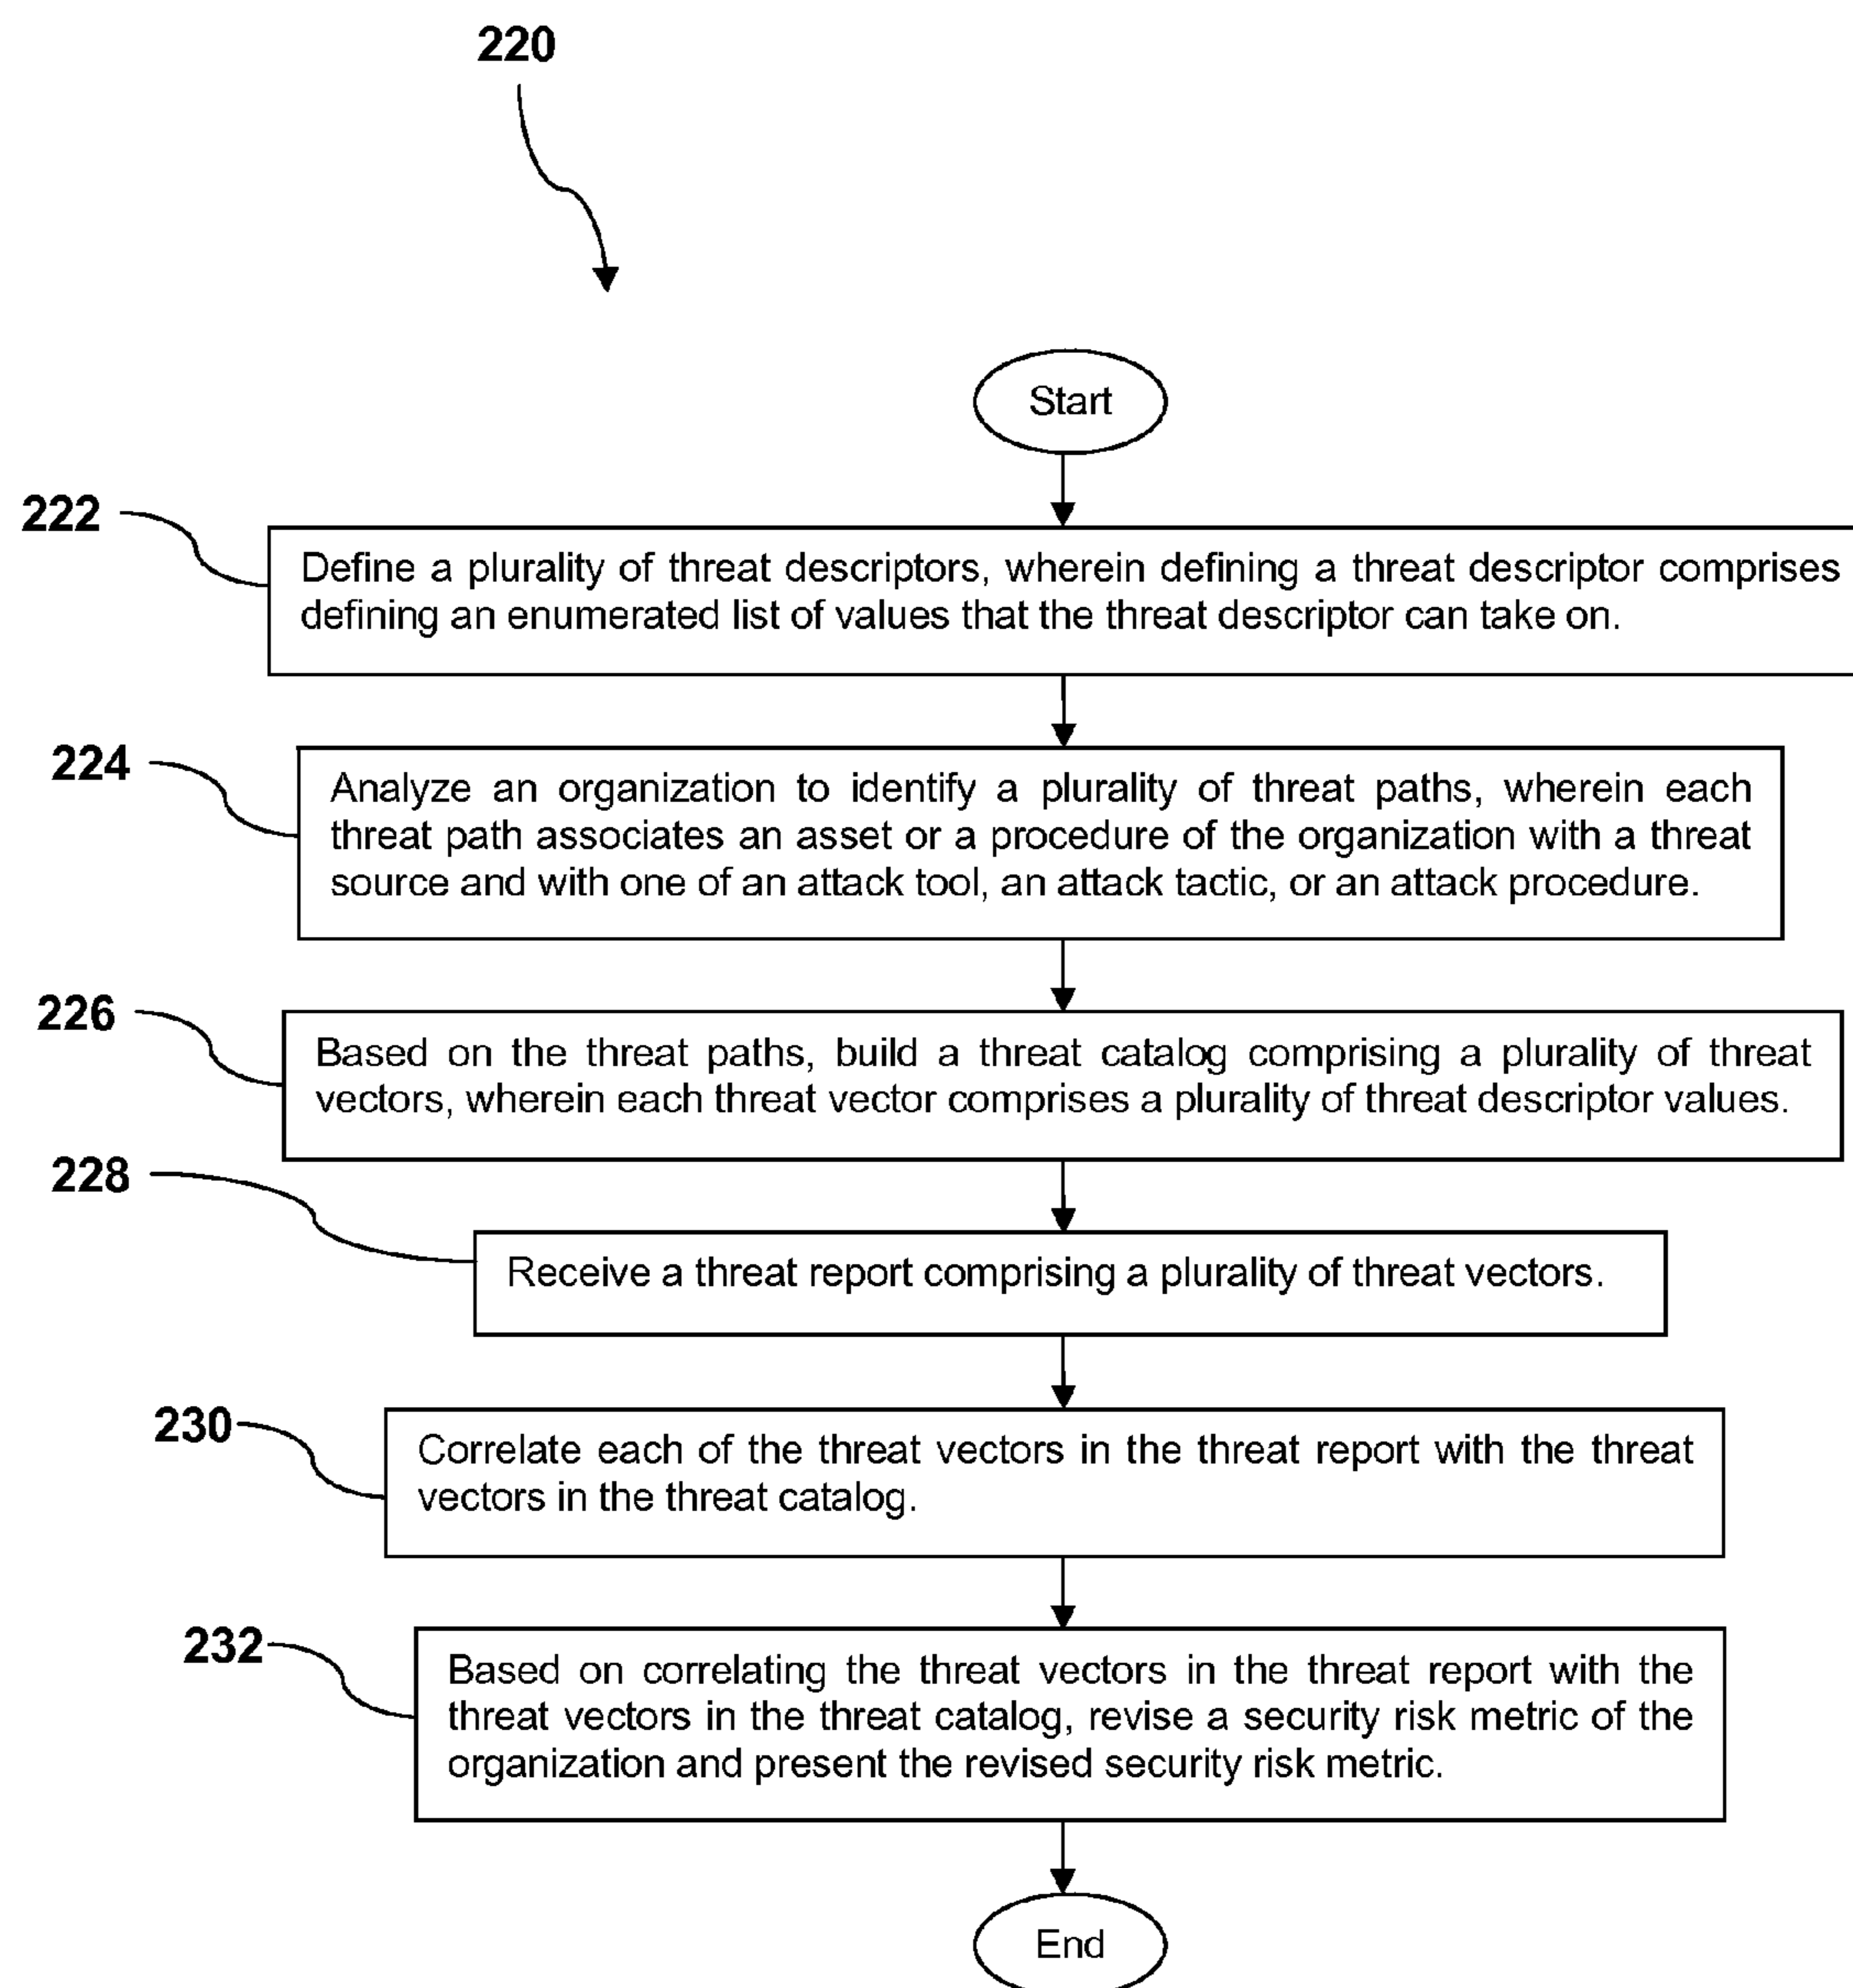 220
Start
222
Define a plurality of threat descriptors, wherein defining a threat descriptor comprises
defining an enumerated list of values that the threat descriptor can take on.
224
Analyze an organization to identify a plurality of threat paths, wherein each
threat path associates an asset or a procedure of the organization with a threat
source and with one of an attack tool, an attack tactic, or an attack procedure.
226
Based on the threat paths, build a threat catalog comprising a plurality of threat
vectors, wherein each threat vector comprises a plurality of threat descriptor values.
228
Receive a threat report comprising a plurality of threat vectors.
230
Correlate each of the threat vectors in the threat report with the threat
vectors in the threat catalog.
232
Based on correlating the threat vectors in the threat report with the
threat vectors in the threat catalog, revise a security risk metric of the
organization and present the revised security risk metric.
End